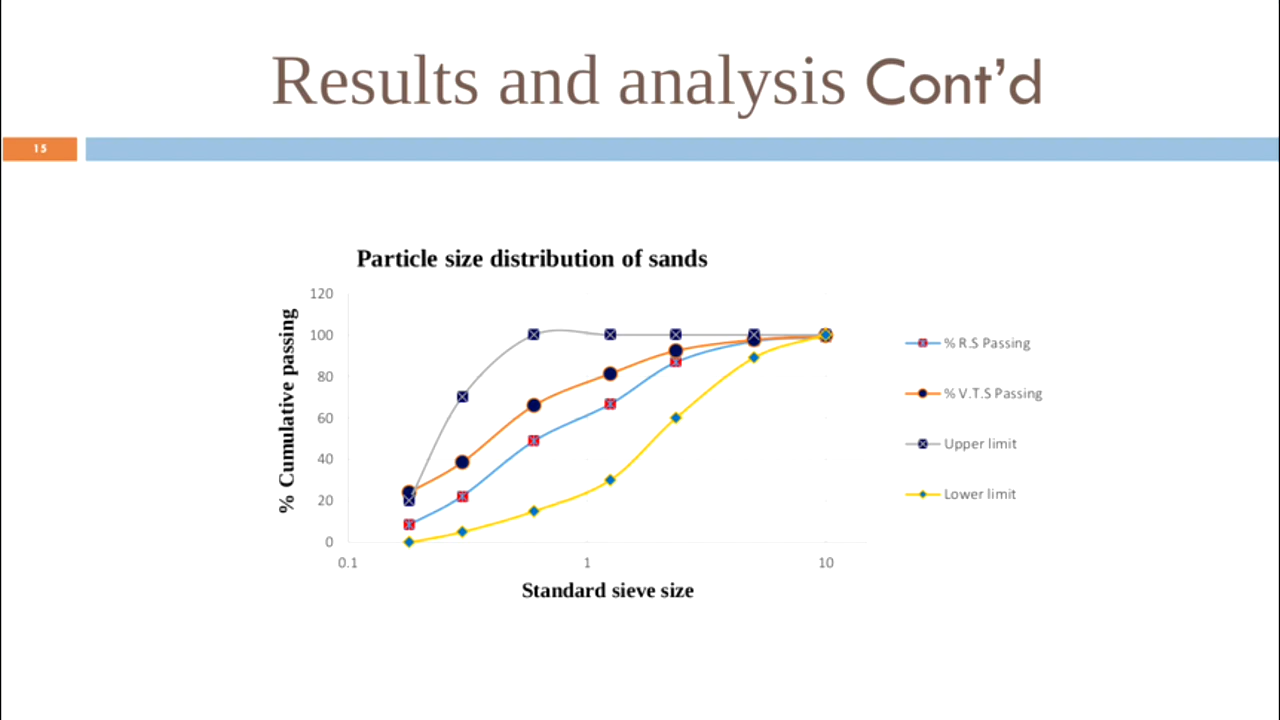 Results and analysis Cont'd
15
Particle size distribution of sands
% Cumulative passing
120
100
80
60
40
20
0
0.1
1
10
Standard sieve size
% R.S Passing
% V.T.S Passing
Upper limit
Lower limit